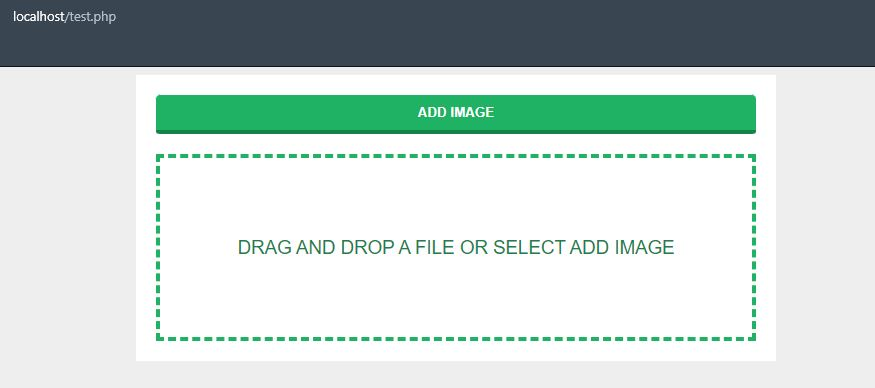 localhost/test.php
ADD IMAGE
DRAG AND DROP A FILE OR SELECT ADD IMAGE